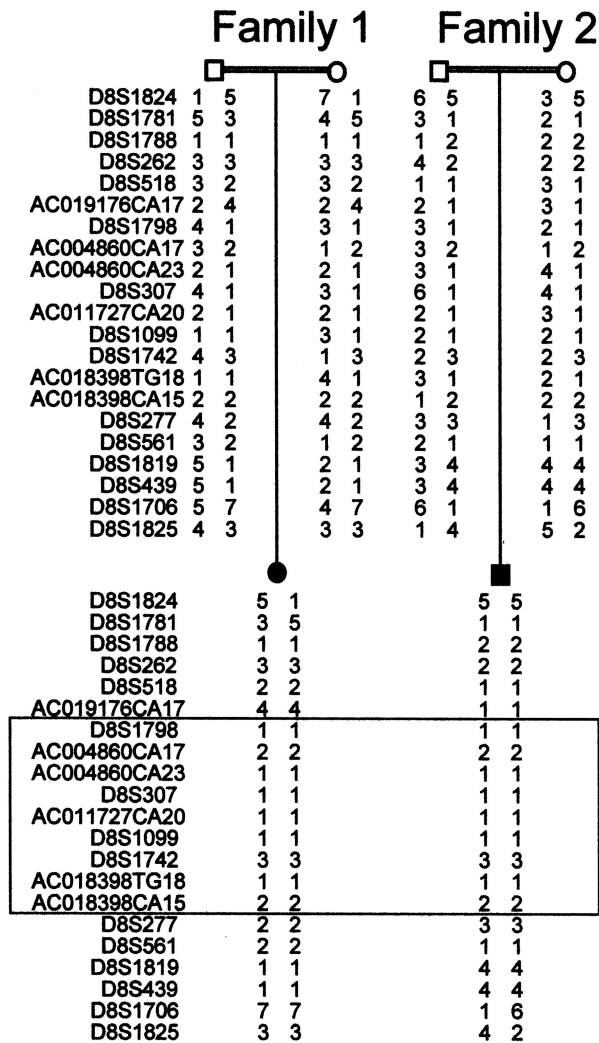 Family 1 Family 2
D8S1824 1 5 7 1 6 5 3 5
D8S1781 5 3 4 5 3 1 2 1
D8S1788 1 1 1 1 1 2 2 2
D8S262 3 3 3 3 4 2 2 2
D8S518 3 2 3 2 1 1 3 1
AC019176CA17 2 4 2 4 2 1 3 1
D8S1798 4 1 3 1 3 1 2 1
AC004860CA17 3 2 1 2 3 2 1 2
AC004860CA23 2 1 2 1 3 1 4 1
D8S307 4 1 3 1 6 1 4 1
AC011727CA20 2 1 2 1 2 1 3 1
D8S1099 1 1 3 1 2 1 2 1
D8S1742 4 3 1 3 2 3 2 3
AC018398TG18 1 1 4 1 3 1 2 1
AC018398CA15 2 2 2 2 1 2 2 2
D8S277 4 2 4 2 3 3 1 3
D8S561 3 2 1 2 2 1 1 1
D8S1819 5 1 2 1 3 4 4 4
D8S439 5 1 2 1 3 4 4 4
D8S1706 5 7 4 7 6 1 1 6
D8S1825 4 3 3 3 1 4 5 2
D8S1824 5 1 5 5
D8S1781 3 5 1 1
D8S1788 1 1 2 2
D8S262 3 3 2 2
D8S518 2 2 1 1
AC019176CA17 4 4 1 1
D8S1798 1 1 1 1
AC004860CA17 2 2 2 2
AC004860CA23 1 1 1 1
D8S307 1 1 1 1
AC011727CA20 1 1 1 1
D8S1099 1 1 1 1
D8S1742 3 3 3 3
AC018398TG18 1 1 1 1
AC018398CA15 2 2 2 2
D8S277 2 2 3 3
D8S561 2 2 1 1
D8S1819 1 1 4 4
D8S439 1 1 4 4
D8S1706 7 7 1 6
D8S1825 3 3 4 2